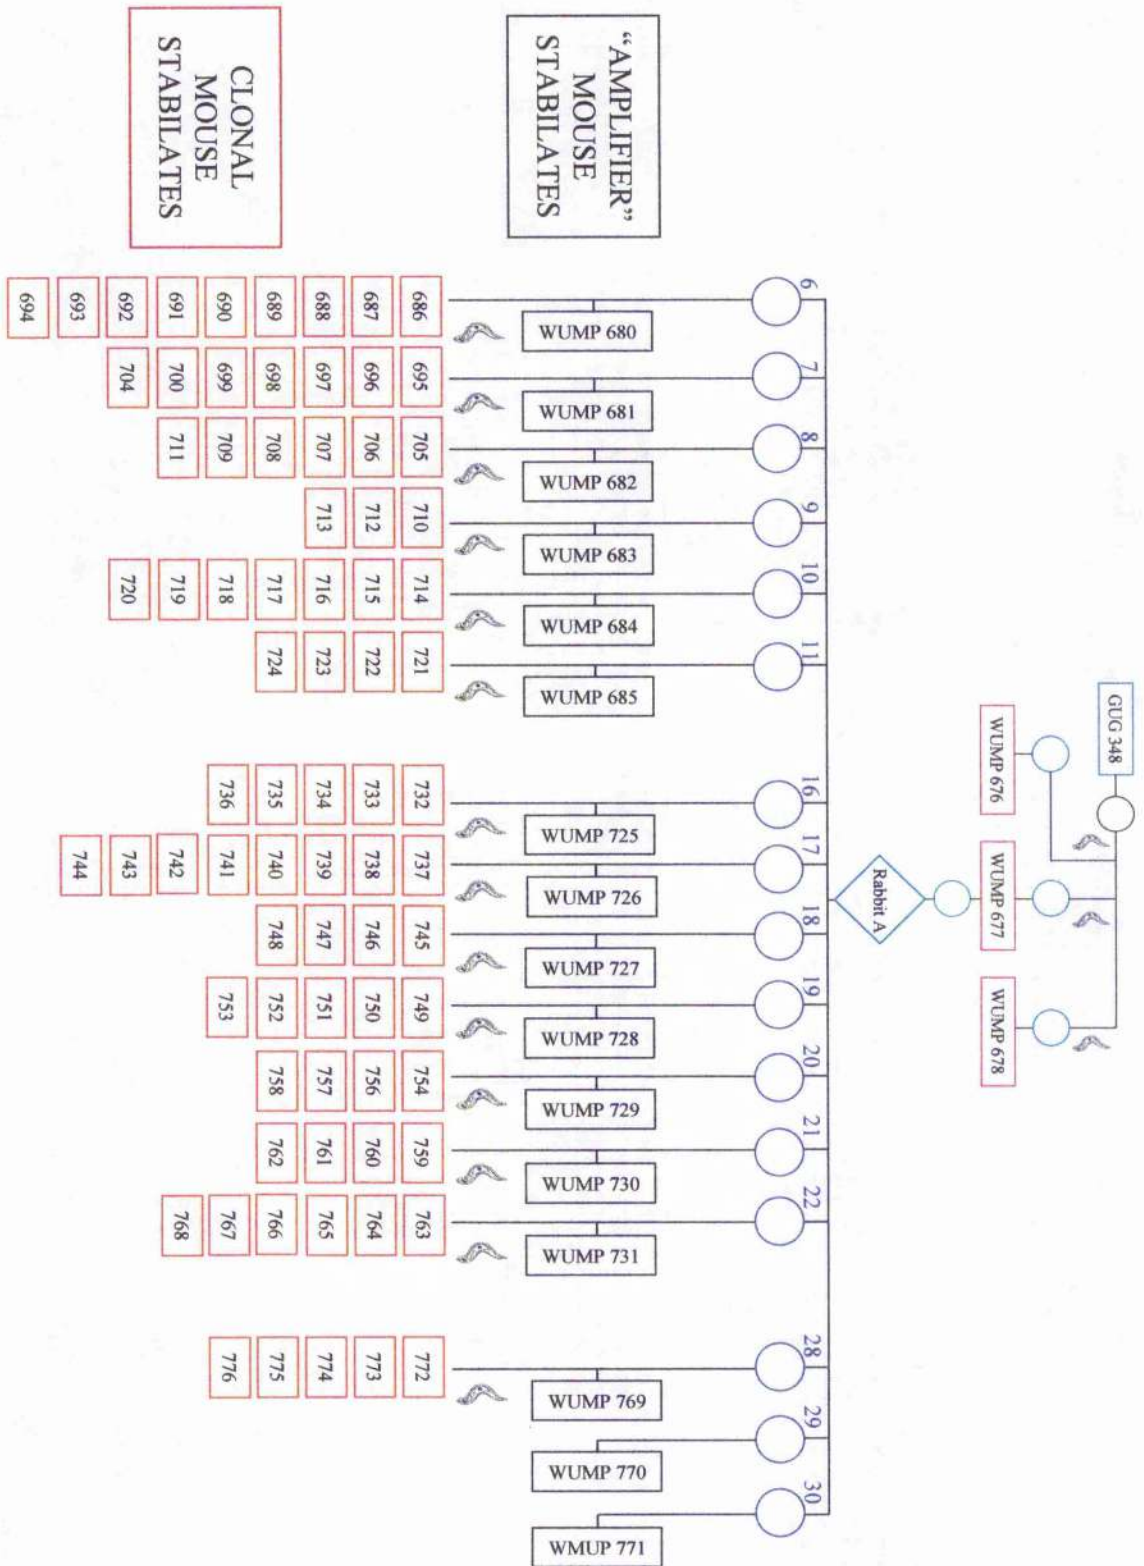 GUG 348
WUMP 676 WUMP 677 WUMP 678
Rabbit A
6 7 8 9 10 11 16 17 18 19 20 21 22 28 29 30
“AMPLIFIER”
MOUSE
STABILATES
WUMP 680 WUMP 681 WUMP 682 WUMP 683 WUMP 684 WUMP 685 WUMP 725 WUMP 726 WUMP 727 WUMP 728 WUMP 729 WUMP 730 WUMP 731 WUMP 769 WUMP 770 WMUP 771
CLONAL
MOUSE
STABILATES
686 695 705 710 714 721 732 737 745 749 754 759 763 772
687 696 706 712 715 722 733 738 746 750 756 760 764 773
688 697 707 713 716 723 734 739 747 751 757 761 765 774
689 698 708 717 724 735 740 748 752 758 762 766 775
690 699 709 718 736 741 753 767 776
691 700 711 719 742 768
692 704 720 743
693 744
694